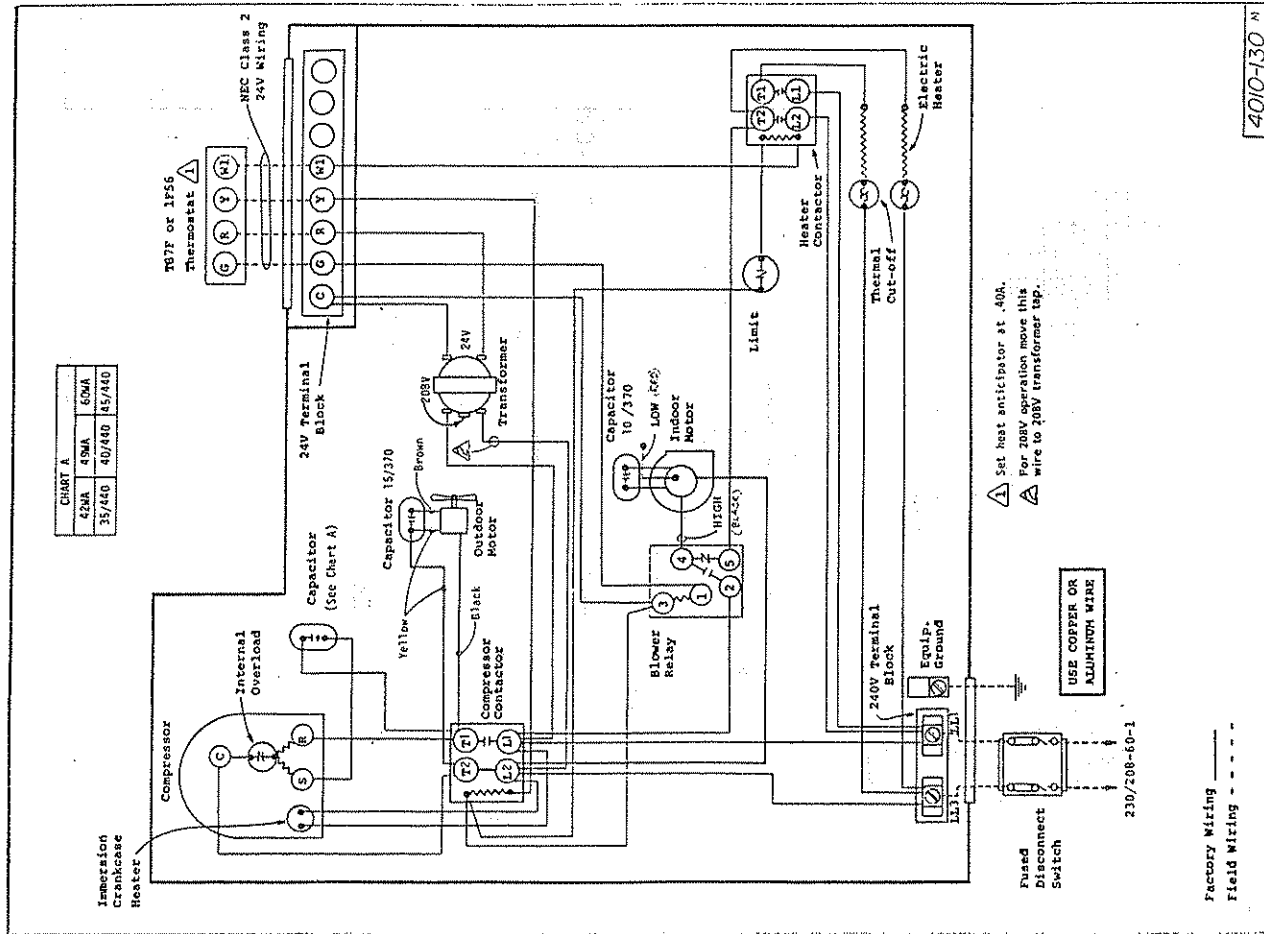 CHART A
42WA 49WA 60WA
35/440 40/440 45/440
T87F or 1F56
Thermostat 1
G R Y W1
NEC Class 2
24V Wiring
24V Terminal
Block
C G R Y W1
208V
24V
Transformer
2
Immersion
Crankcase
Heater
Compressor
Internal
Overload
C
S R
Capacitor
(See Chart A)
Capacitor 15/370
Brown
Outdoor
Motor
Yellow
Black
Compressor
Contactor
T2 T1
L2 L1
Capacitor
10 /370
LOW (RED)
Indoor
Motor
HIGH
(BLACK)
Blower
Relay
3 4
1 2 5
Limit
Heater
Contactor
T2 T1
L2 L1
Thermal
Cut-off
Electric
Heater
240V Terminal
Block
Equip.
Ground
LL3 LL1
Fused
Disconnect
Switch
230/208-60-1
USE COPPER OR
ALUMINUM WIRE
1 Set heat anticipator at .40A.
2 For 208V operation move this
wire to 208V transformer tap.
Factory Wiring
Field Wiring - - - - -
4010-130 M